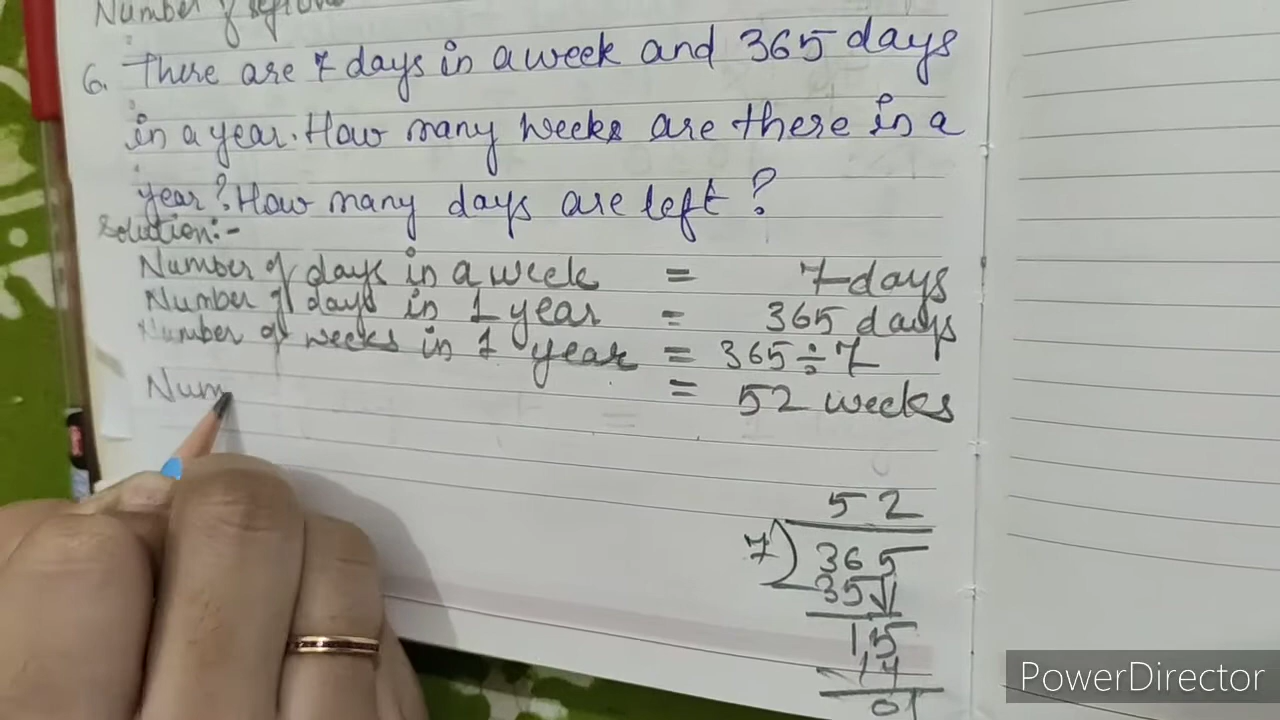 Number of
6. There are 7 days in a week and 365 days
in a year. How many weeks are there in a
year? How many days are left?
Solution:-
Number of days in a week = 7 days
Number of days in 1 year = 365 days
Number of weeks in 1 year = 365÷7
= 52 weeks
Num
52
7) 365
35
15
14
01
PowerDirector